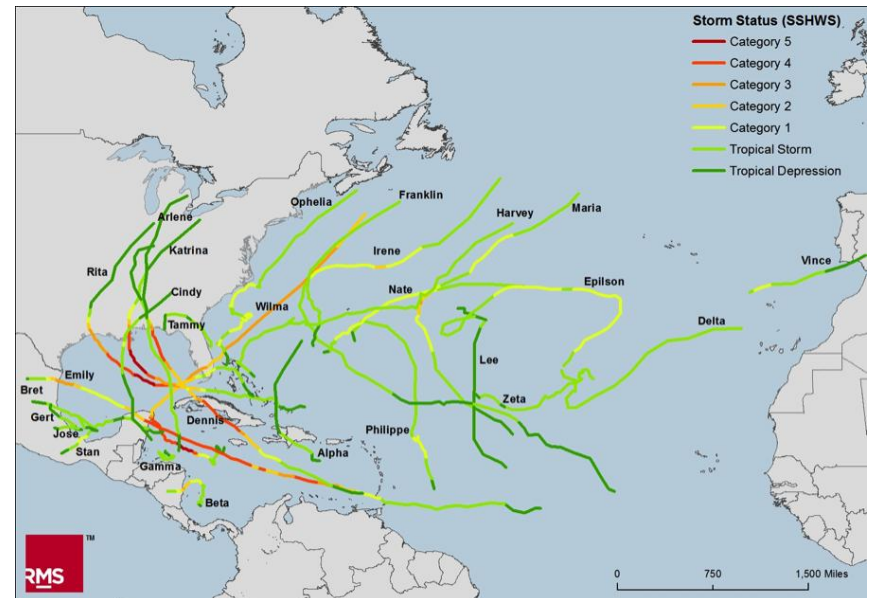 Storm Status (SSHWS)
Category 5
Category 4
Category 3
Category 2
Category 1
Tropical Storm
Tropical Depression
Ophelia
Franklin
Harvey
Maria
Arlene
Katrina
Irene
Rita
Vince
Nate
Epilson
Cindy
Wilma
Tammy
Delta
Lee
Emily
Bret
Zeta
Gert
Dennis
Jose
Philippe
Stan
Alpha
Gamma
Beta
RMS
TM
0 750 1,500 Miles